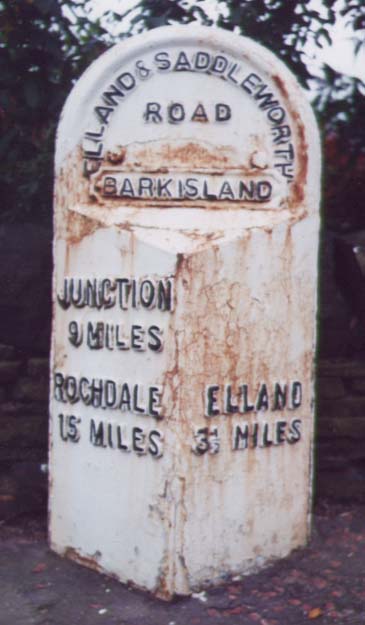 ELLAND & SADDLEWORTH
ROAD
BARKISLAND
JUNCTION
9 MILES
ROCHDALE
15 MILES
ELLAND
3½ MILES